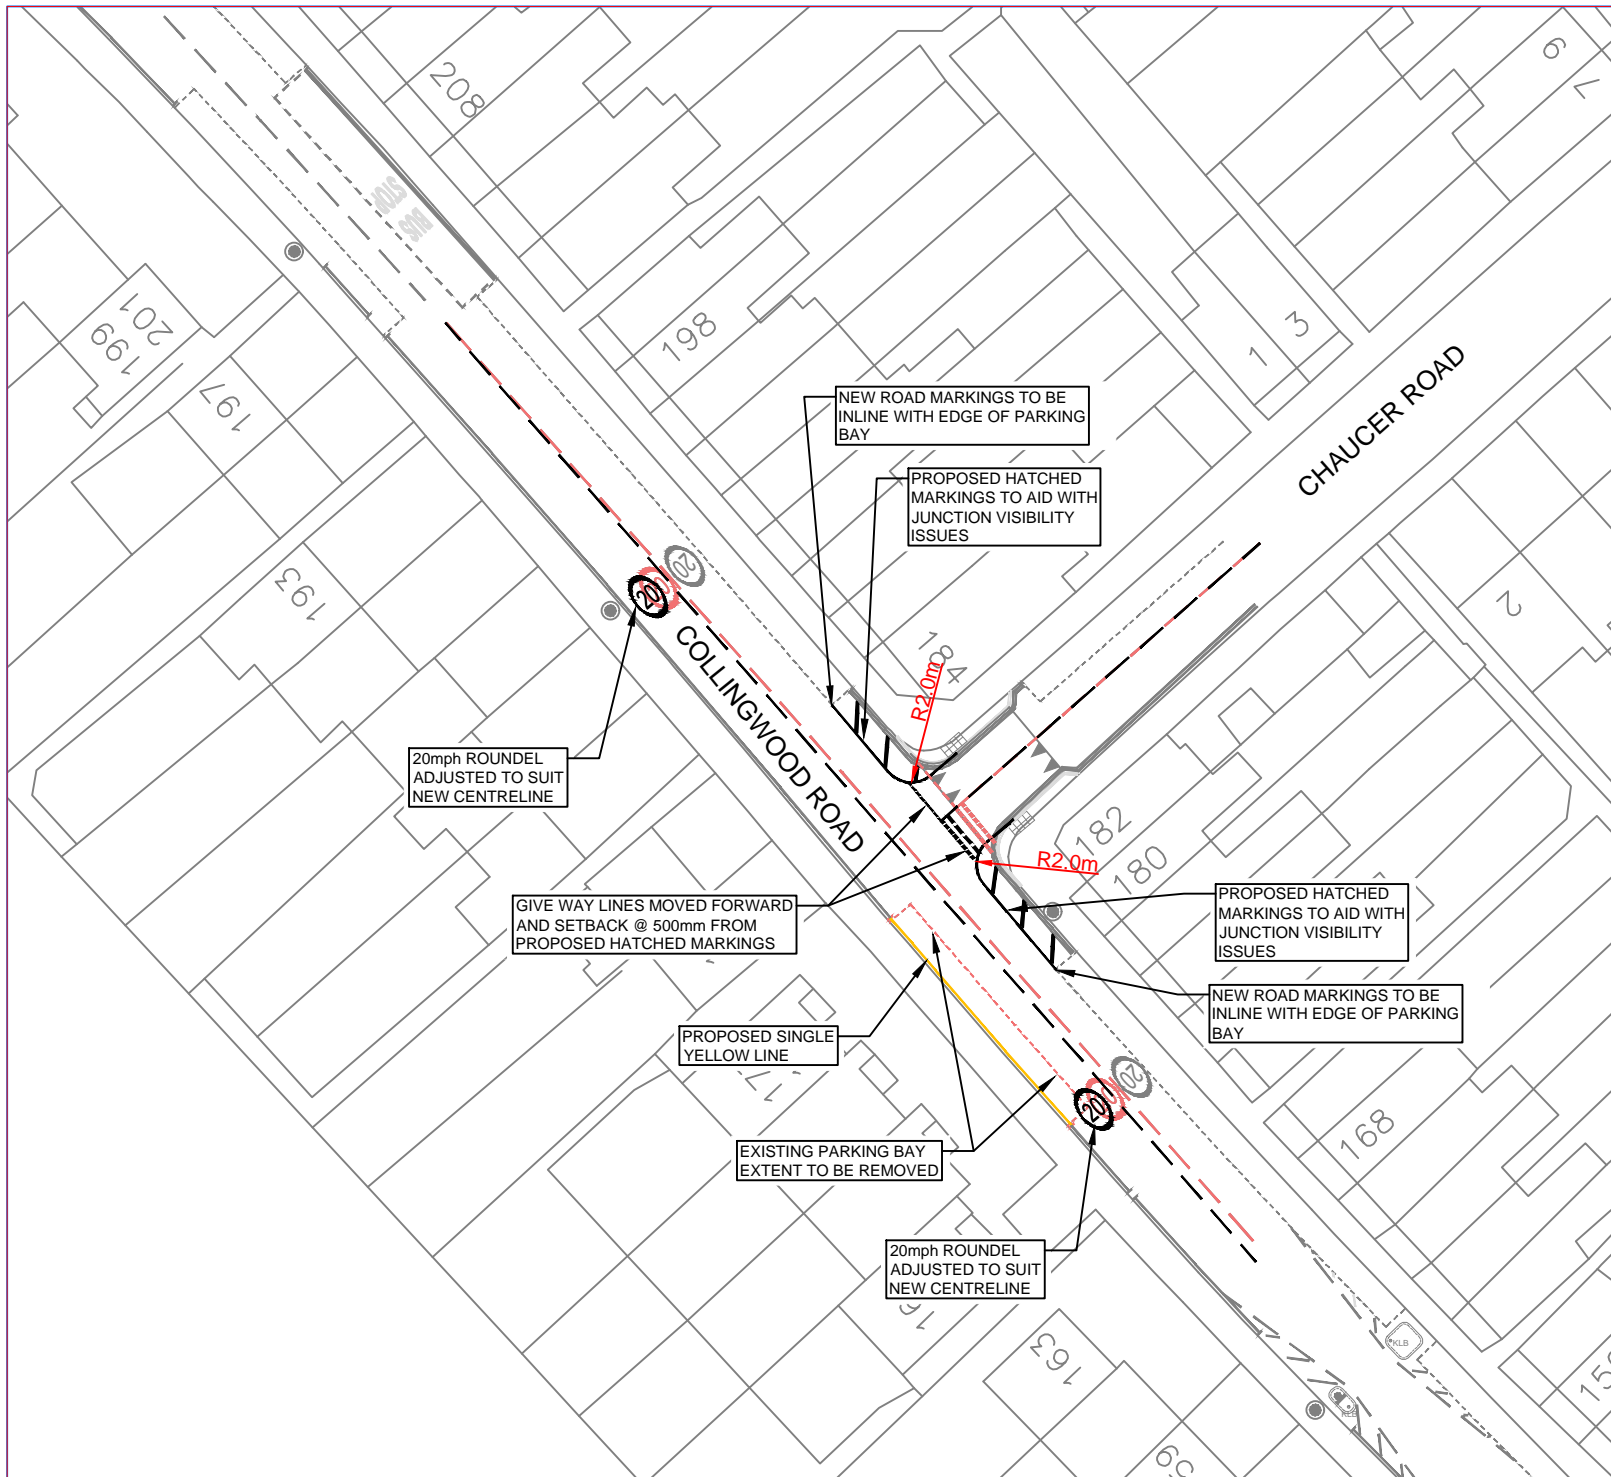 208
6
7
BUS
STOP
201
199
198
1
3
197
CHAUCER ROAD
NEW ROAD MARKINGS TO BE
INLINE WITH EDGE OF PARKING
BAY
PROPOSED HATCHED
MARKINGS TO AID WITH
JUNCTION VISIBILITY
ISSUES
20
20
193
2
COLLINGWOOD ROAD
184
R2.0m
20mph ROUNDEL
ADJUSTED TO SUIT
NEW CENTRELINE
182
180
R2.0m
GIVE WAY LINES MOVED FORWARD
AND SETBACK @ 500mm FROM
PROPOSED HATCHED MARKINGS
PROPOSED HATCHED
MARKINGS TO AID WITH
JUNCTION VISIBILITY
ISSUES
NEW ROAD MARKINGS TO BE
INLINE WITH EDGE OF PARKING
BAY
PROPOSED SINGLE
YELLOW LINE
20
20
168
EXISTING PARKING BAY
EXTENT TO BE REMOVED
20mph ROUNDEL
ADJUSTED TO SUIT
NEW CENTRELINE
163
KLB
KLB